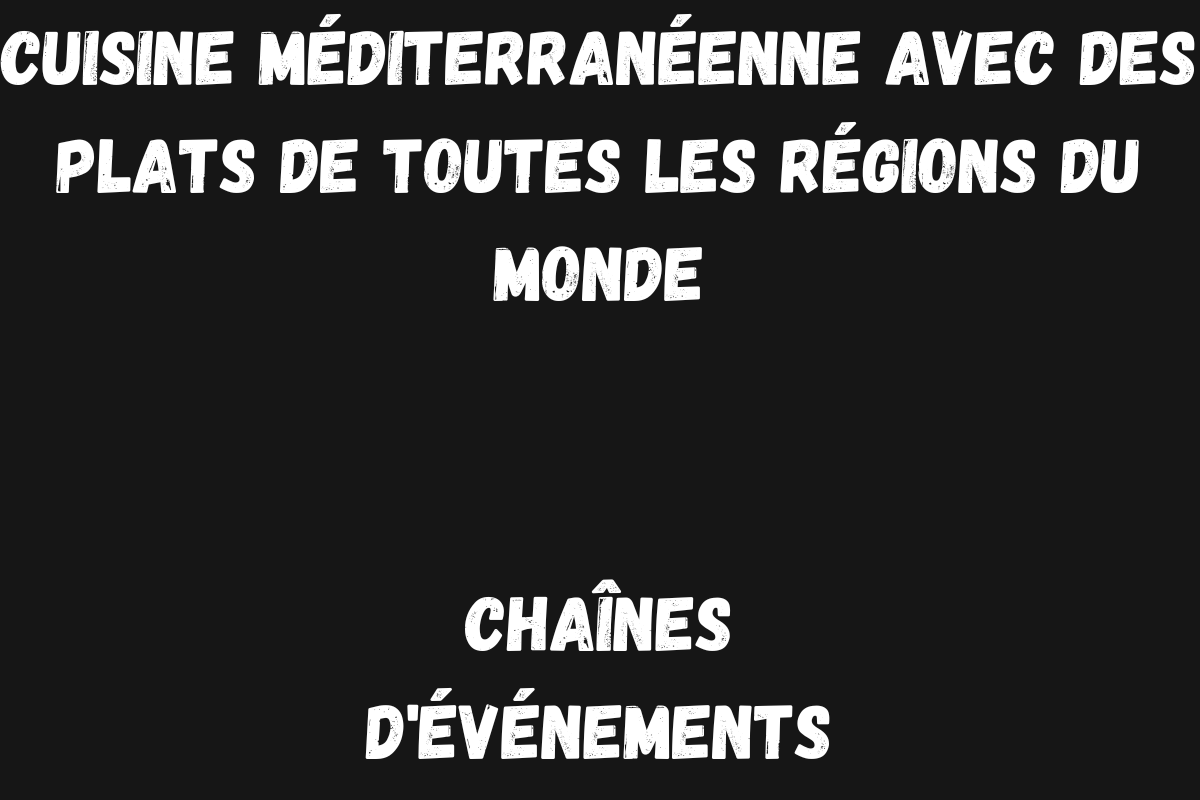 CUISINE MÉDITERRANÉENNE AVEC DES
PLATS DE TOUTES LES RÉGIONS DU
MONDE
CHAÎNES
D'ÉVÉNEMENTS